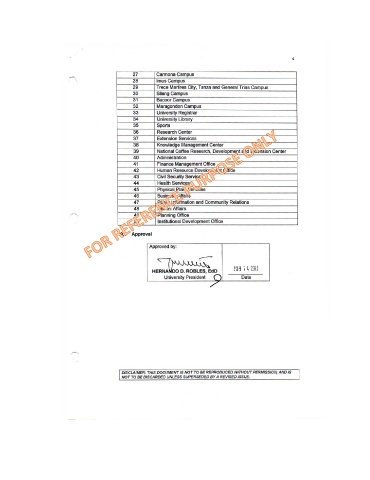 4
27 Carmona Campus
28 Imus Campus
29 Trece Martires City, Tanza and General Trias Campus
30 Silang Campus
31 Bacoor Campus
32 Maragondon Campus
33 University Registrar
34 University Library
35 Sports
36 Research Center
37 Extension Services
38 Knowledge Management Center
39 National Coffee Research, Development and Extension Center
40 Administration
41 Finance Management Office
42 Human Resource Development Office
43 Civil Security Services
44 Health Services
45 Physical Plant Services
46 Business Affairs
47 Public Information and Community Relations
48 Affairs
49 Planning Office
Institutional Development Office
Approval
FOR REFERENCE PURPOSE ONLY
Approved by:
HERNANDO D. ROBLES, EdD
University President
Date
DISCLAIMER: THIS DOCUMENT IS NOT TO BE REPRODUCED WITHOUT PERMISSION, AND IS
NOT TO BE DISCARDED UNLESS SUPERSEDED BY A REVISED ISSUE.